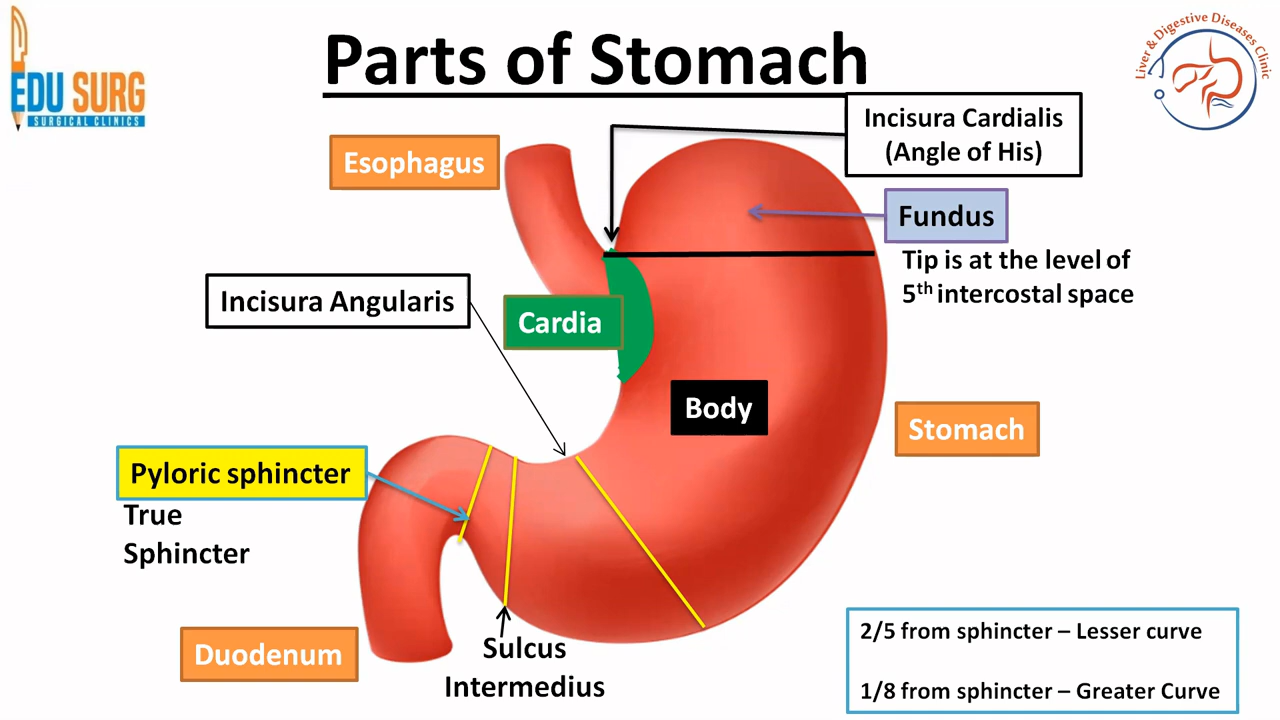 EDU SURG
SURGICAL CLINICS
Parts of Stomach
Liver & Digestive Diseases Clinic
Incisura Cardialis
(Angle of His)
Esophagus
Fundus
Tip is at the level of
5th intercostal space
Incisura Angularis
Cardia
Body
Stomach
Pyloric sphincter
True
Sphincter
Duodenum
Sulcus
Intermedius
2/5 from sphincter – Lesser curve
1/8 from sphincter – Greater Curve